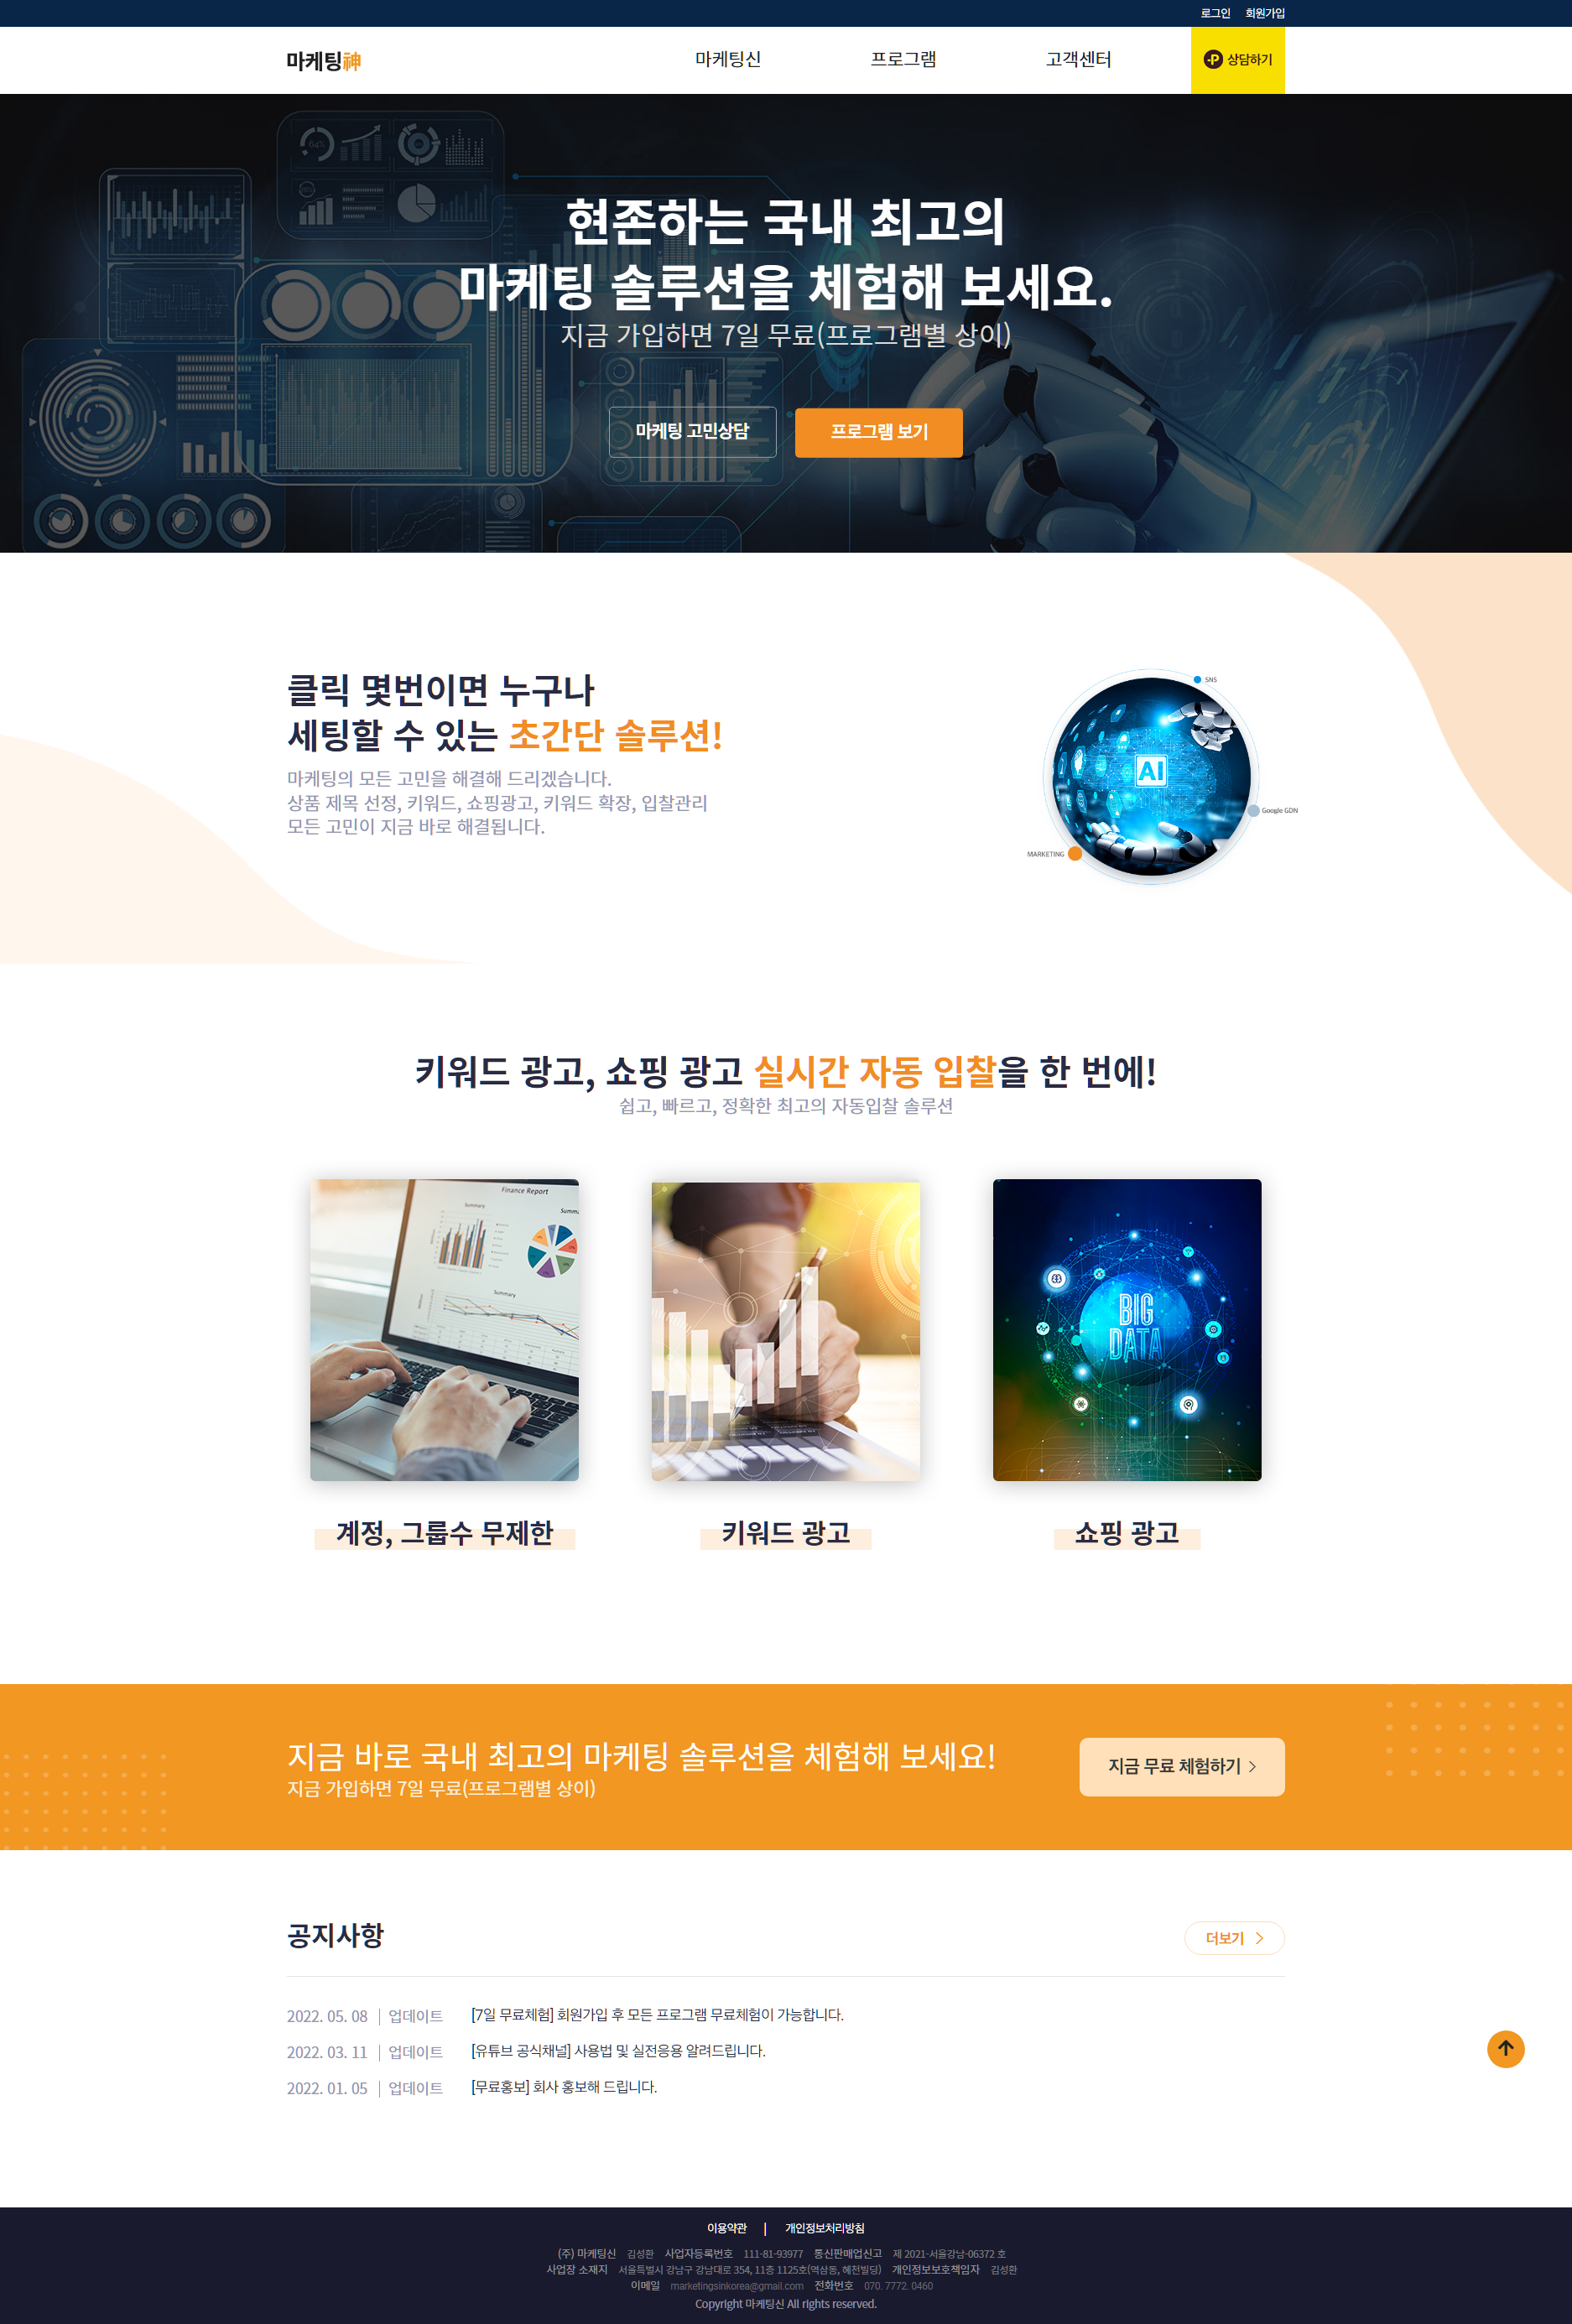 로그인 회원가입
마케팅神 마케팅신 프로그램 고객센터 상담하기
현존하는 국내 최고의
마케팅 솔루션을 체험해 보세요.
지금 가입하면 7일 무료(프로그램별 상이)
마케팅 고민상담 프로그램 보기
클릭 몇번이면 누구나
세팅할 수 있는 초간단 솔루션!
마케팅의 모든 고민을 해결해 드리겠습니다.
상품 제목 선정, 키워드, 쇼핑광고, 키워드 확장, 입찰관리
모든 고민이 지금 바로 해결됩니다.
SNS
AI
Google GDN
MARKETING
키워드 광고, 쇼핑 광고 실시간 자동 입찰을 한 번에!
쉽고, 빠르고, 정확한 최고의 자동입찰 솔루션
Finance Report
Summary
Summary
BIG
DATA
계정, 그룹수 무제한 키워드 광고 쇼핑 광고
지금 바로 국내 최고의 마케팅 솔루션을 체험해 보세요!
지금 가입하면 7일 무료(프로그램별 상이)
지금 무료 체험하기 >
공지사항 더보기 >
2022. 05. 08 | 업데이트 [7일 무료체험] 회원가입 후 모든 프로그램 무료체험이 가능합니다.
2022. 03. 11 | 업데이트 [유튜브 공식채널] 사용법 및 실전응용 알려드립니다.
2022. 01. 05 | 업데이트 [무료홍보] 회사 홍보해 드립니다.
이용약관 | 개인정보처리방침
(주) 마케팅신 김성환 사업자등록번호 111-81-93977 통신판매업신고 제 2021-서울강남-06372 호
사업장 소재지 서울특별시 강남구 강남대로 354, 11층 1125호(역삼동, 혜천빌딩) 개인정보보호책임자 김성환
이메일 marketingsinkorea@gmail.com 전화번호 070. 7772. 0460
Copyright 마케팅신 All rights reserved.